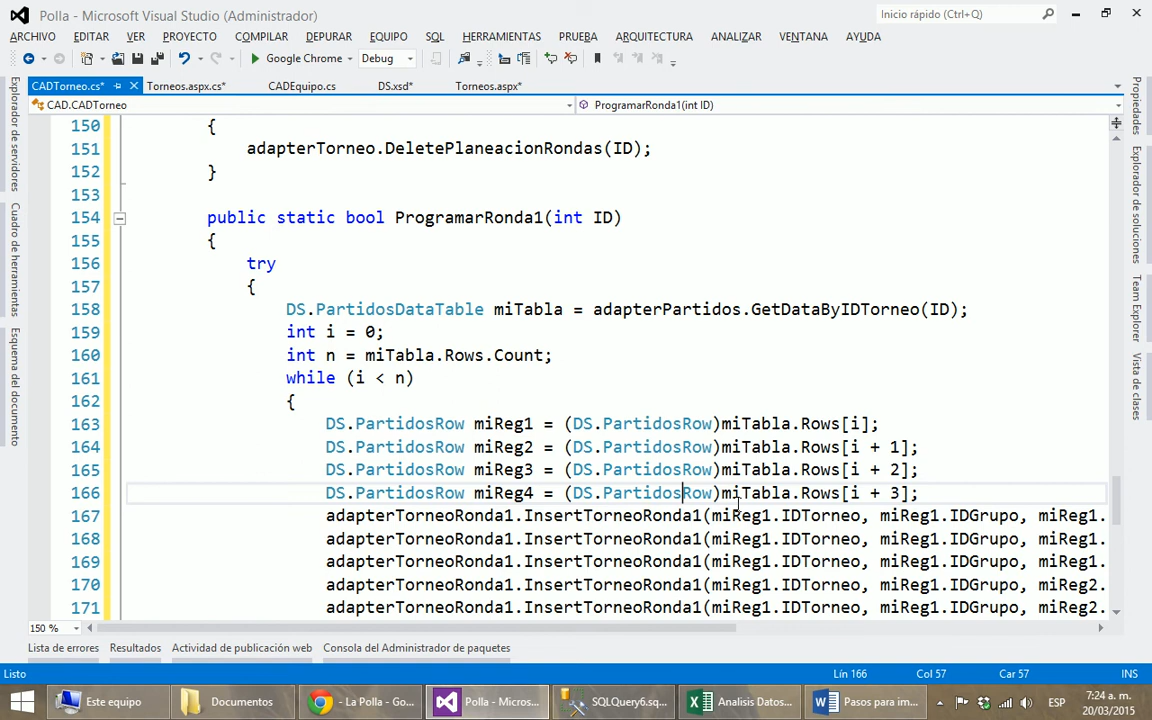 Polla - Microsoft Visual Studio (Administrador)
Inicio rápido (Ctrl+Q)
ARCHIVO EDITAR VER PROYECTO COMPILAR DEPURAR EQUIPO SQL HERRAMIENTAS PRUEBA ARQUITECTURA ANALIZAR VENTANA AYUDA
Google Chrome Debug
CADTorneo.cs* Torneos.aspx.cs* CADEquipo.cs DS.xsd* Torneos.aspx*
CAD.CADTorneo ProgramarRonda1(int ID)
150 {
151 adapterTorneo.DeletePlaneacionRondas(ID);
152 }
153
154 public static bool ProgramarRonda1(int ID)
155 {
156 try
157 {
158 DS.PartidosDataTable miTabla = adapterPartidos.GetDataByIDTorneo(ID);
159 int i = 0;
160 int n = miTabla.Rows.Count;
161 while (i < n)
162 {
163 DS.PartidosRow miReg1 = (DS.PartidosRow)miTabla.Rows[i];
164 DS.PartidosRow miReg2 = (DS.PartidosRow)miTabla.Rows[i + 1];
165 DS.PartidosRow miReg3 = (DS.PartidosRow)miTabla.Rows[i + 2];
166 DS.PartidosRow miReg4 = (DS.PartidosRow)miTabla.Rows[i + 3];
167 adapterTorneoRonda1.InsertTorneoRonda1(miReg1.IDTorneo, miReg1.IDGrupo, miReg1.
168 adapterTorneoRonda1.InsertTorneoRonda1(miReg1.IDTorneo, miReg1.IDGrupo, miReg1.
169 adapterTorneoRonda1.InsertTorneoRonda1(miReg1.IDTorneo, miReg1.IDGrupo, miReg1.
170 adapterTorneoRonda1.InsertTorneoRonda1(miReg1.IDTorneo, miReg1.IDGrupo, miReg2.
171 adapterTorneoRonda1.InsertTorneoRonda1(miReg1.IDTorneo, miReg1.IDGrupo, miReg2.
Explorador de servidores
Cuadro de herramientas
Esquema del documento
Propiedades
Explorador de soluciones
Team Explorer
Vista de clases
150 %
Lista de errores Resultados Actividad de publicación web Consola del Administrador de paquetes
Listo Lín 166 Col 57 Car 57 INS
Este equipo Documentos - La Polla - Go... Polla - Micros... SQLQuery6.sq... Analisis Datos... Pasos para im... ESP 7:24 a. m.
20/03/2015